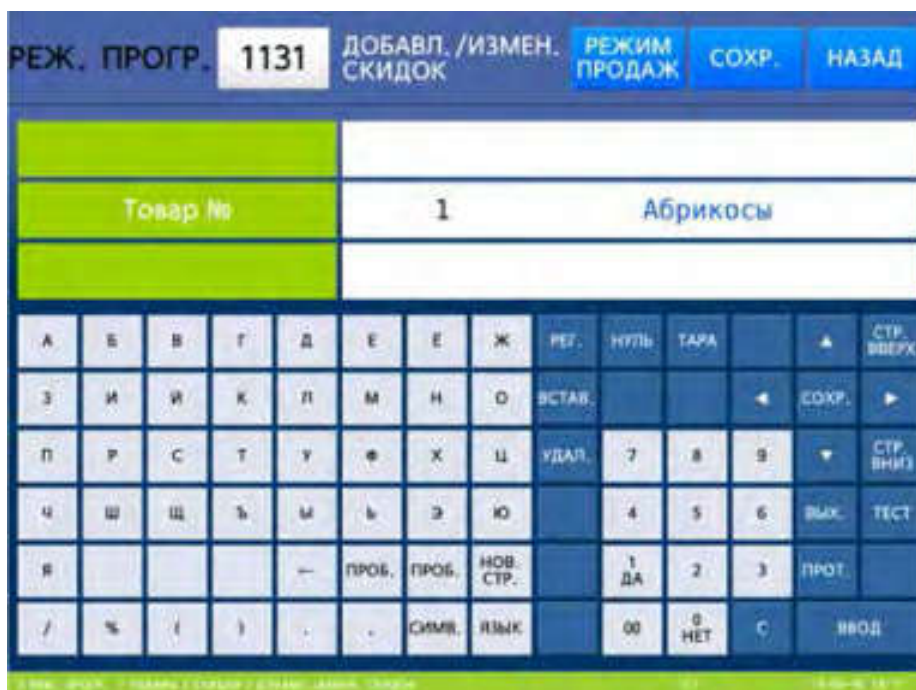 РЕЖ. ПРОГР. 1131 ДОБАВЛ. /ИЗМЕН. СКИДОК РЕЖИМ ПРОДАЖ СОХР. НАЗАД
Товар № 1 Абрикосы
А Б В Г Д Е Ё Ж РЕГ. НУЛЬ ТАРА ▲ СТР. ВВЕРХ
З И Й К Л М Н О ВСТАВ. ◄ СОХР. ►
П Р С Т У Ф Х Ц УДАЛ. 7 8 9 ▼ СТР. ВНИЗ
Ч Ш Щ Ъ Ы Ь Э Ю 4 5 6 ВЫХ. ТЕСТ
Я ← ПРОБ. ПРОБ. НОВ. СТР. 1 ДА 2 3 ПРОТ.
/ % ( ) СИМВ. ЯЗЫК 00 0 НЕТ C ВВОД